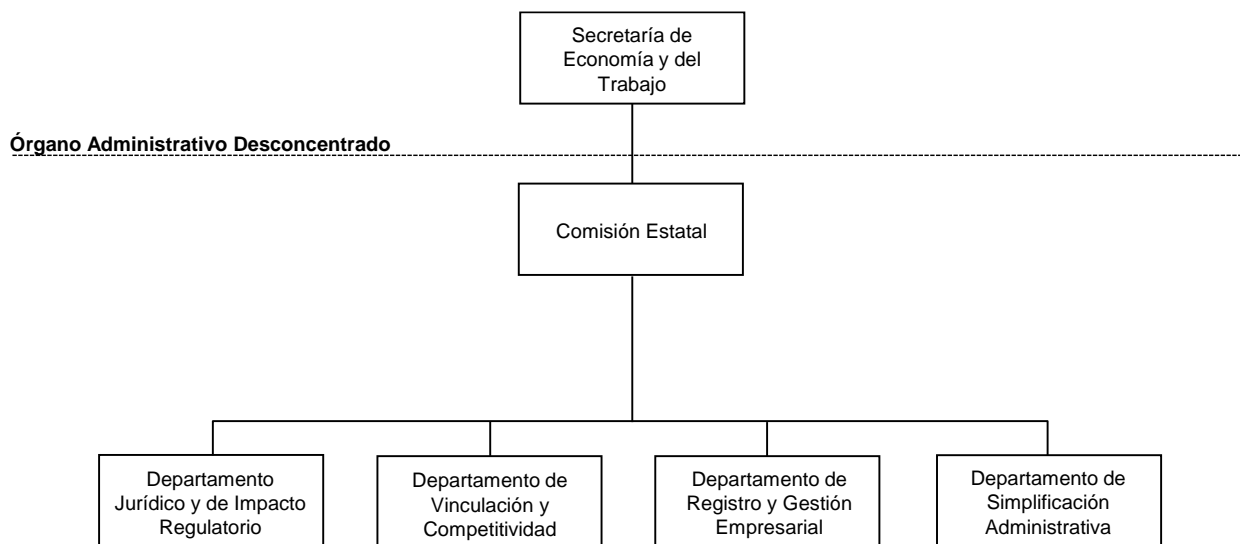 Secretaría de
Economía y del
Trabajo
Órgano Administrativo Desconcentrado
Comisión Estatal
Departamento
Jurídico y de Impacto
Regulatorio
Departamento de
Vinculación y
Competitividad
Departamento de
Registro y Gestión
Empresarial
Departamento de
Simplificación
Administrativa